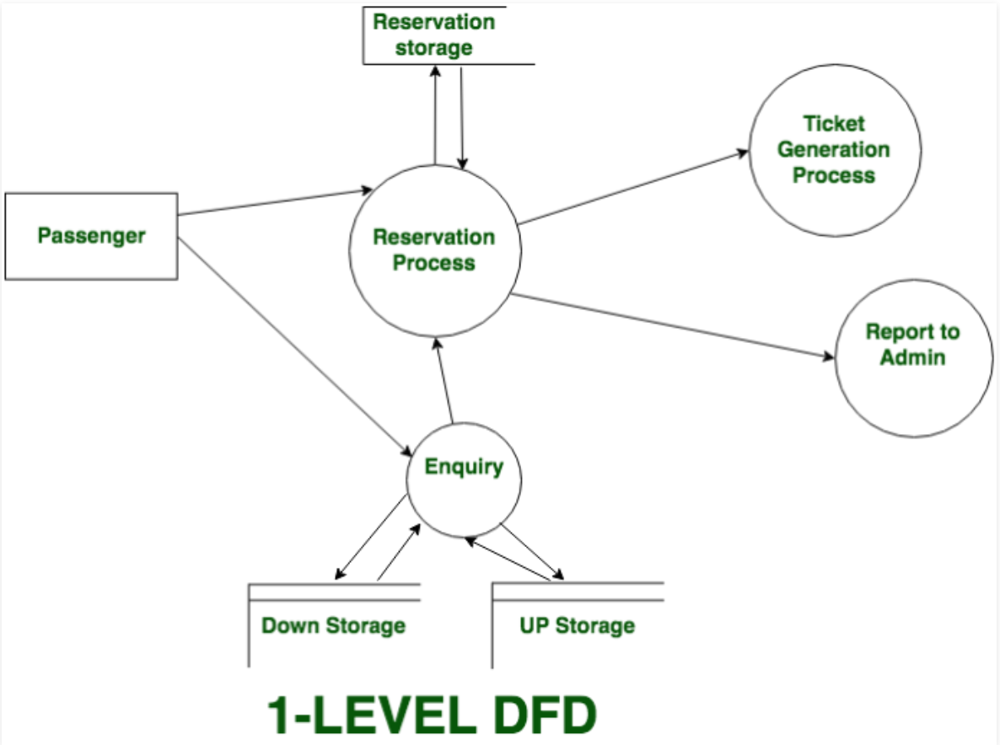 Reservation
storage
Ticket
Generation
Process
Passenger
Reservation
Process
Report to
Admin
Enquiry
Down Storage
UP Storage
1-LEVEL DFD